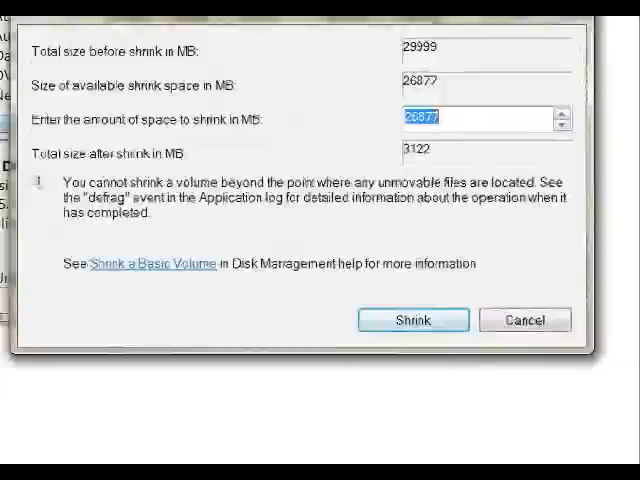 Total size before shrink in MB:
29999
Size of available shrink space in MB:
26877
Enter the amount of space to shrink in MB:
26877
Total size after shrink in MB
3122
You cannot shrink a volume beyond the point where any unmovable files are located. See
the "defrag" event in the Application log for detailed information about the operation when it
has completed.
See Shrink a Basic Volume in Disk Management help for more information
Shrink
Cancel